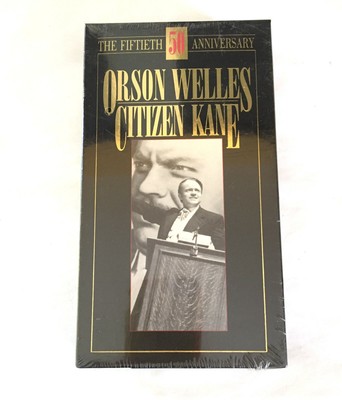 THE FIFTIETH 50 ANNIVERSARY
ORSON WELLES
CITIZEN KANE